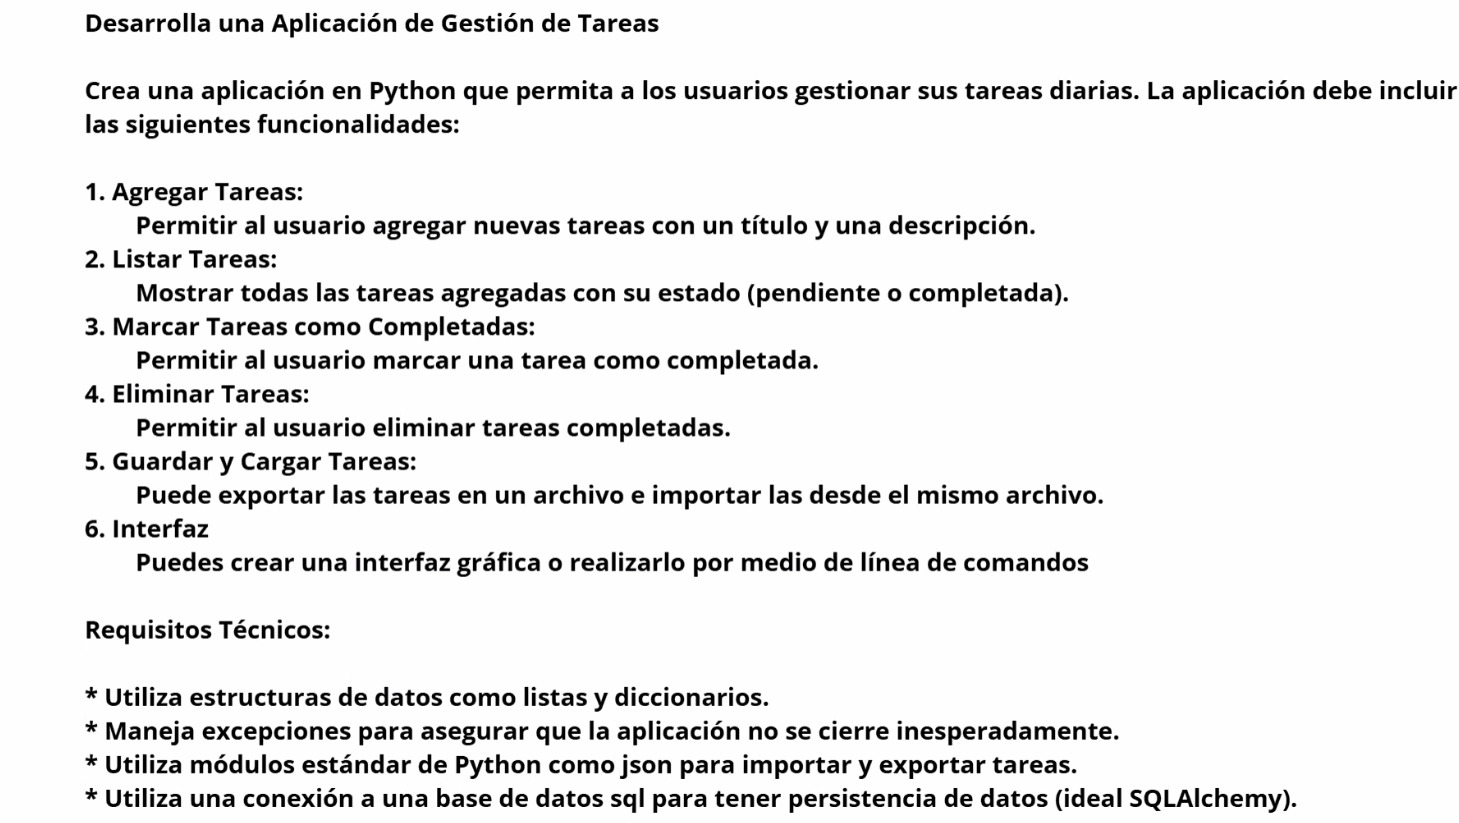 Desarrolla una Aplicación de Gestión de Tareas
Crea una aplicación en Python que permita a los usuarios gestionar sus tareas diarias. La aplicación debe incluir
las siguientes funcionalidades:
1. Agregar Tareas:
Permitir al usuario agregar nuevas tareas con un título y una descripción.
2. Listar Tareas:
Mostrar todas las tareas agregadas con su estado (pendiente o completada).
3. Marcar Tareas como Completadas:
Permitir al usuario marcar una tarea como completada.
4. Eliminar Tareas:
Permitir al usuario eliminar tareas completadas.
5. Guardar y Cargar Tareas:
Puede exportar las tareas en un archivo e importar las desde el mismo archivo.
6. Interfaz
Puedes crear una interfaz gráfica o realizarlo por medio de línea de comandos
Requisitos Técnicos:
* Utiliza estructuras de datos como listas y diccionarios.
* Maneja excepciones para asegurar que la aplicación no se cierre inesperadamente.
* Utiliza módulos estándar de Python como json para importar y exportar tareas.
* Utiliza una conexión a una base de datos sql para tener persistencia de datos (ideal SQLAlchemy).